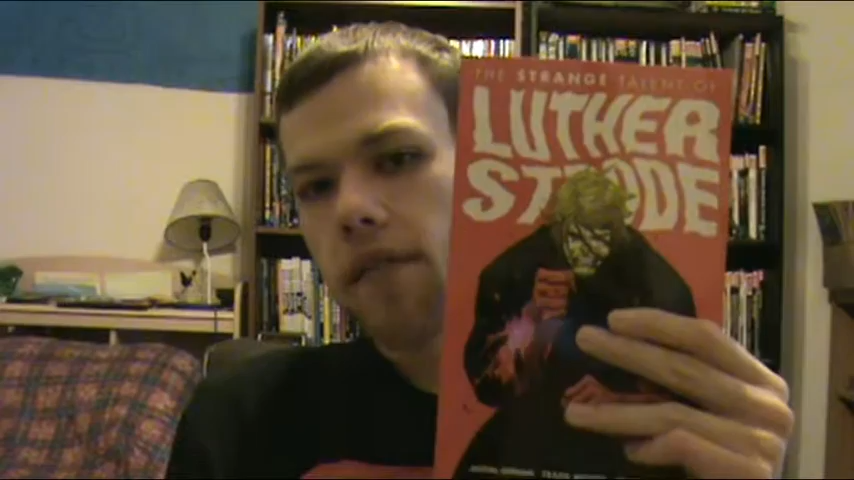 THE STRANGE TALENT OF
LUTHER
STRODE